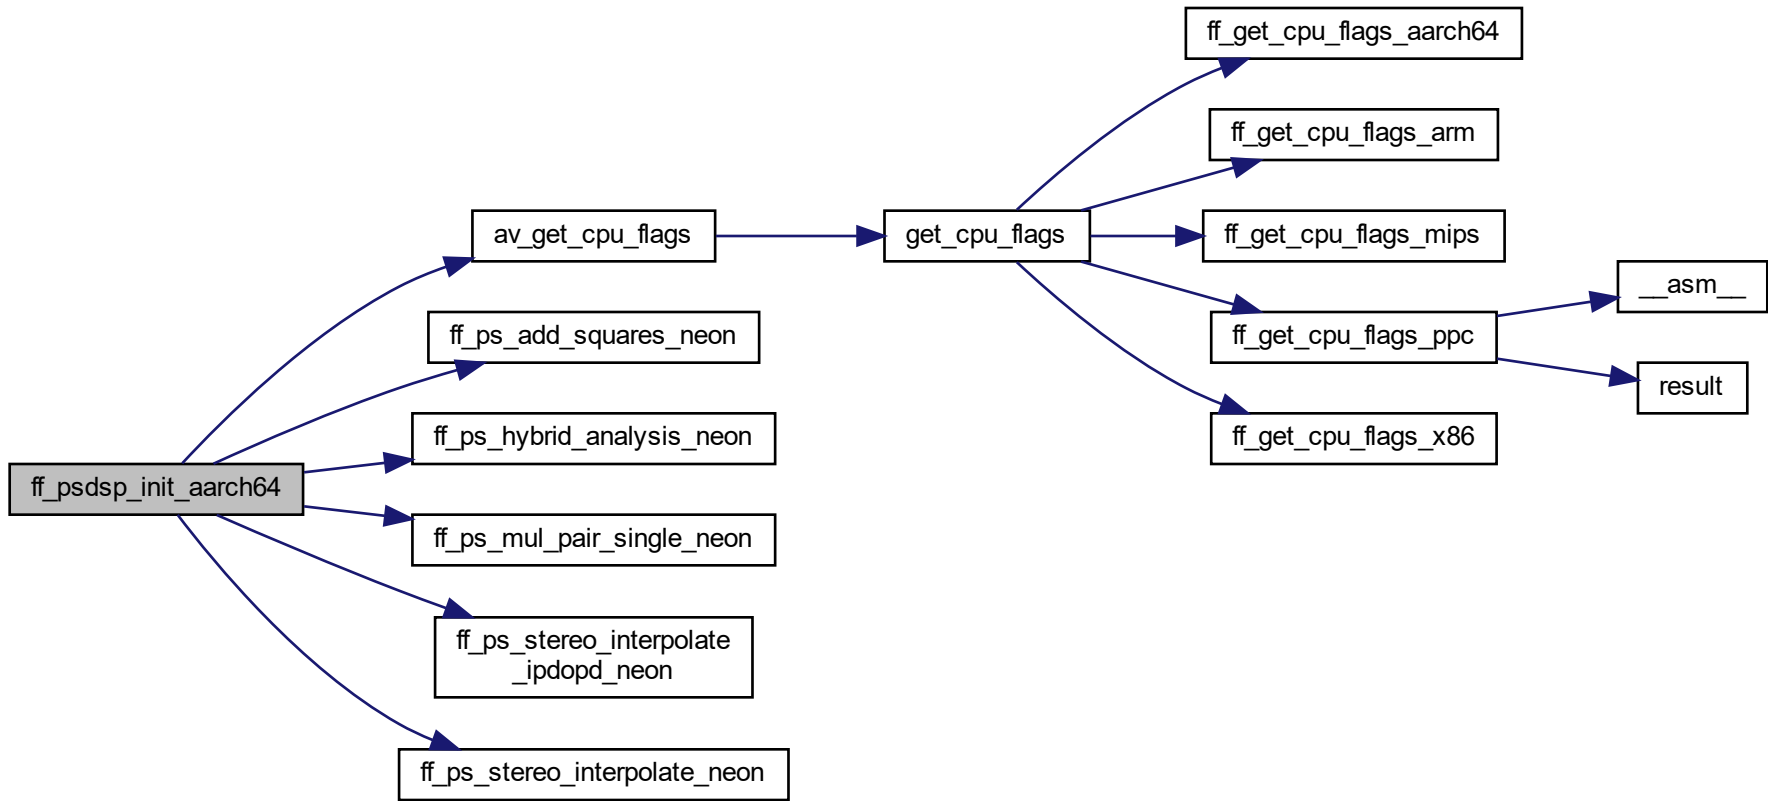 ff_get_cpu_flags_aarch64
ff_get_cpu_flags_arm
av_get_cpu_flags
get_cpu_flags
ff_get_cpu_flags_mips
__asm__
ff_ps_add_squares_neon
ff_get_cpu_flags_ppc
result
ff_ps_hybrid_analysis_neon
ff_get_cpu_flags_x86
ff_psdsp_init_aarch64
ff_ps_mul_pair_single_neon
ff_ps_stereo_interpolate
_ipdopd_neon
ff_ps_stereo_interpolate_neon